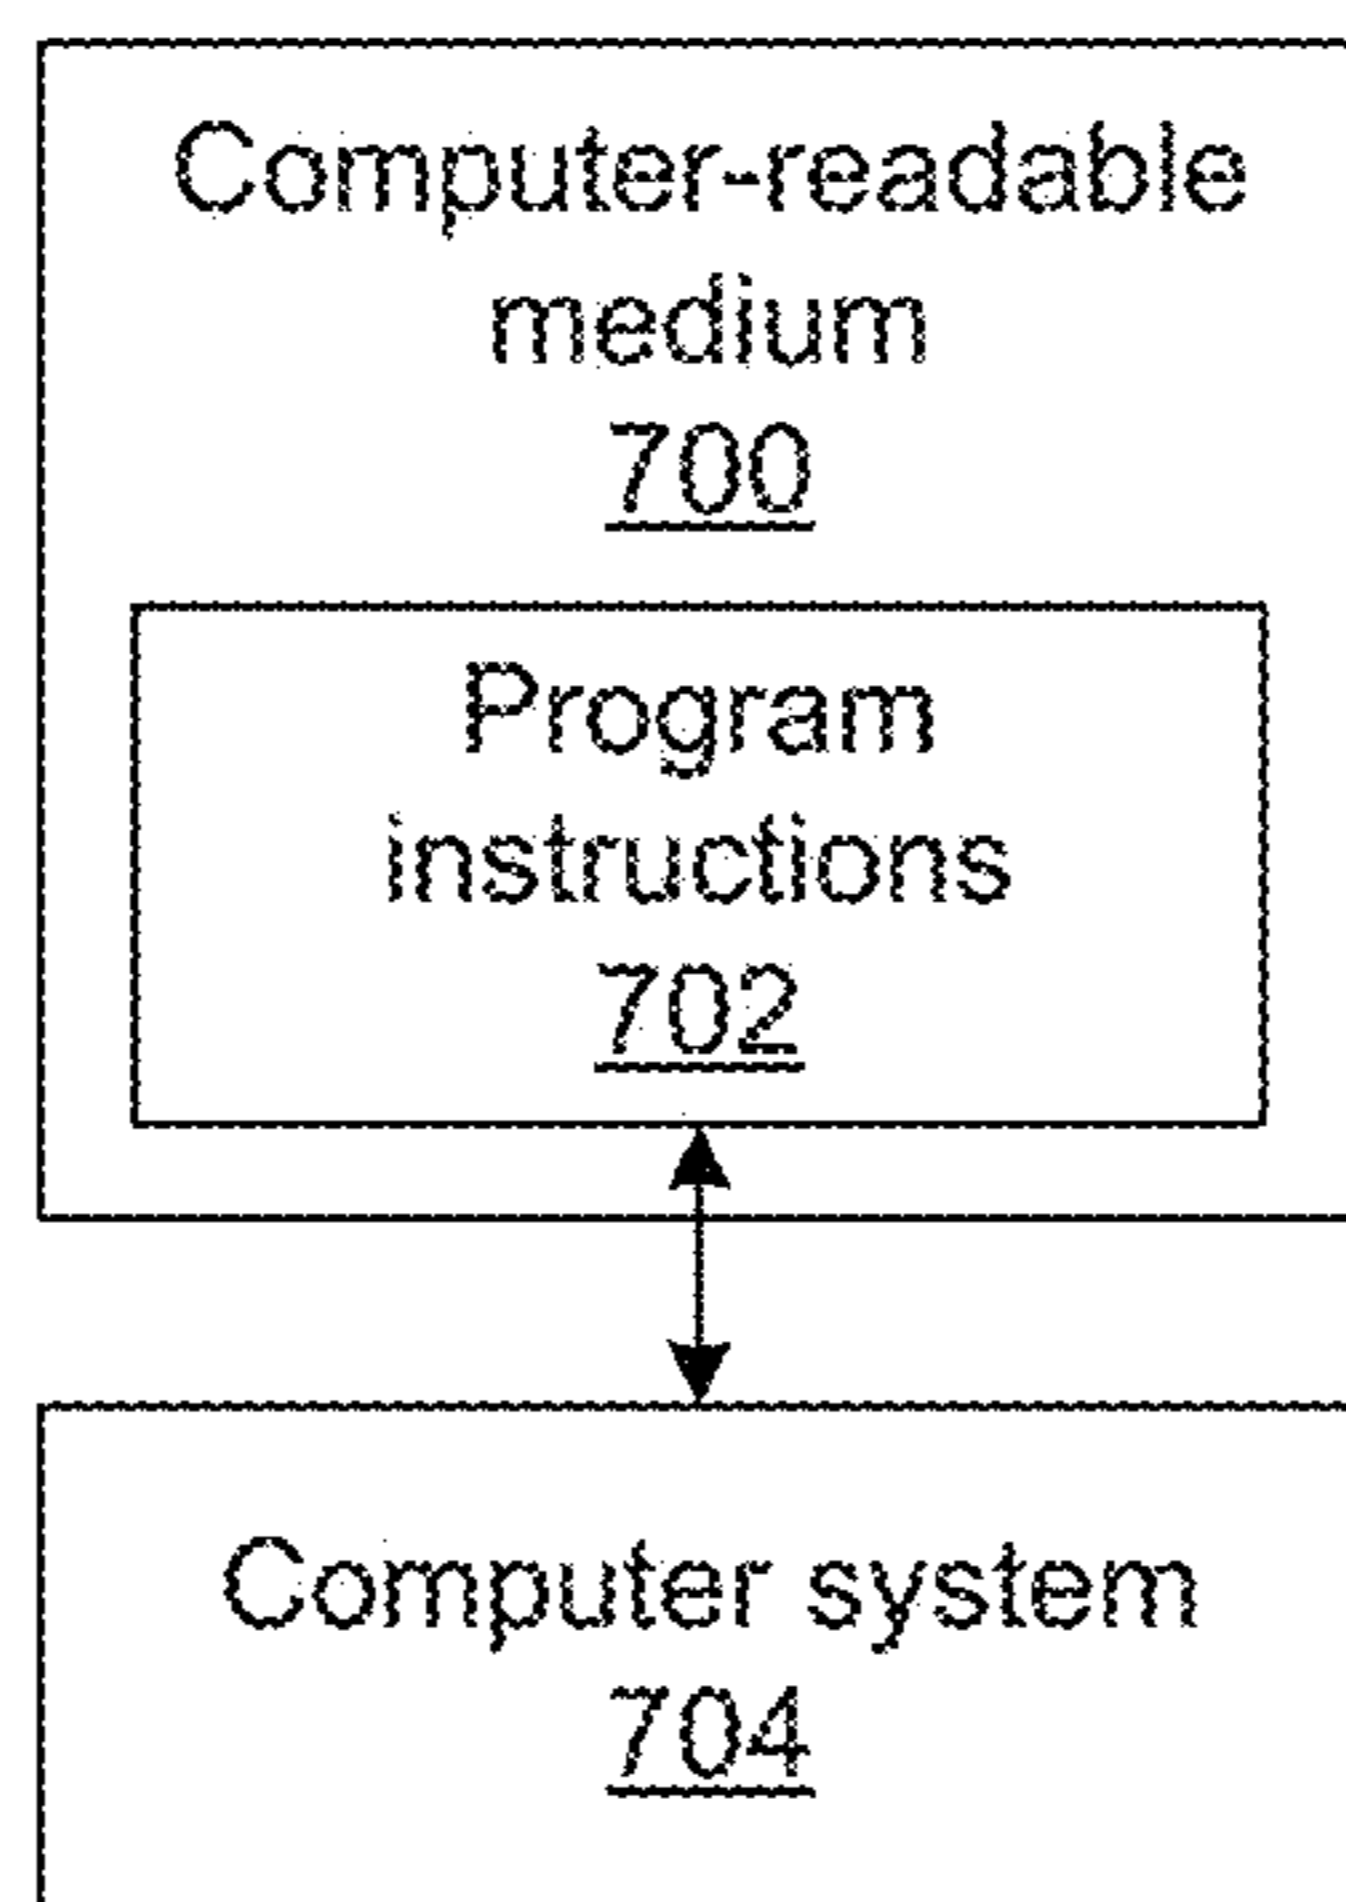 Computer-readable
medium
700
Program
instructions
702
Computer system
704